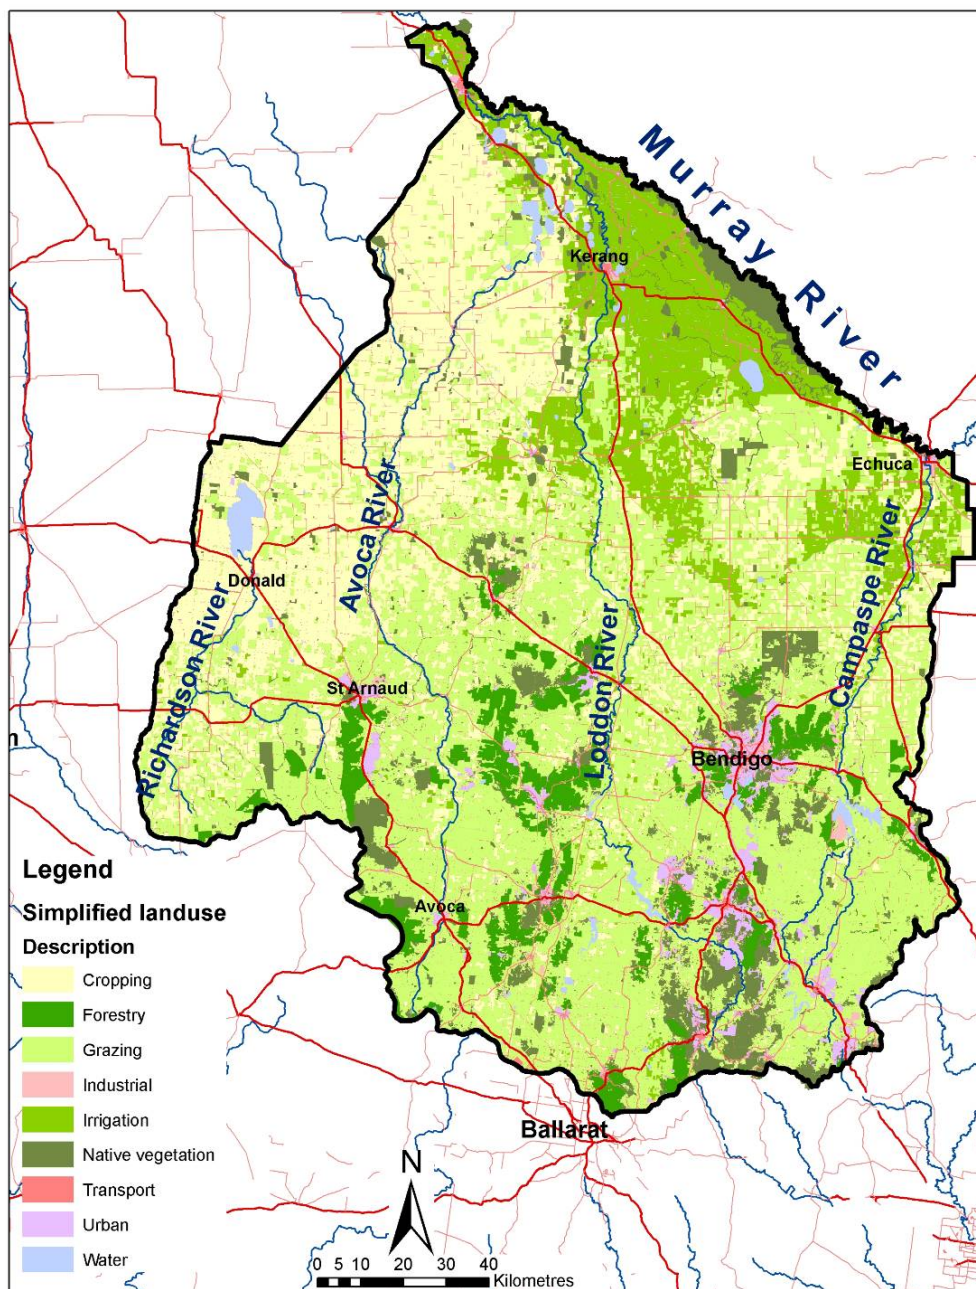 Murray River
Kerang
Echuca
Avoca River
Campaspe River
Donald
Richardson River
St Arnaud
Loddon River
Bendigo
n
Avoca
Legend
Simplified landuse
Description
Cropping
Forestry
Grazing
Industrial
Irrigation
Native vegetation
Transport
Urban
Water
Ballarat
N
0 5 10 20 30 40
Kilometres